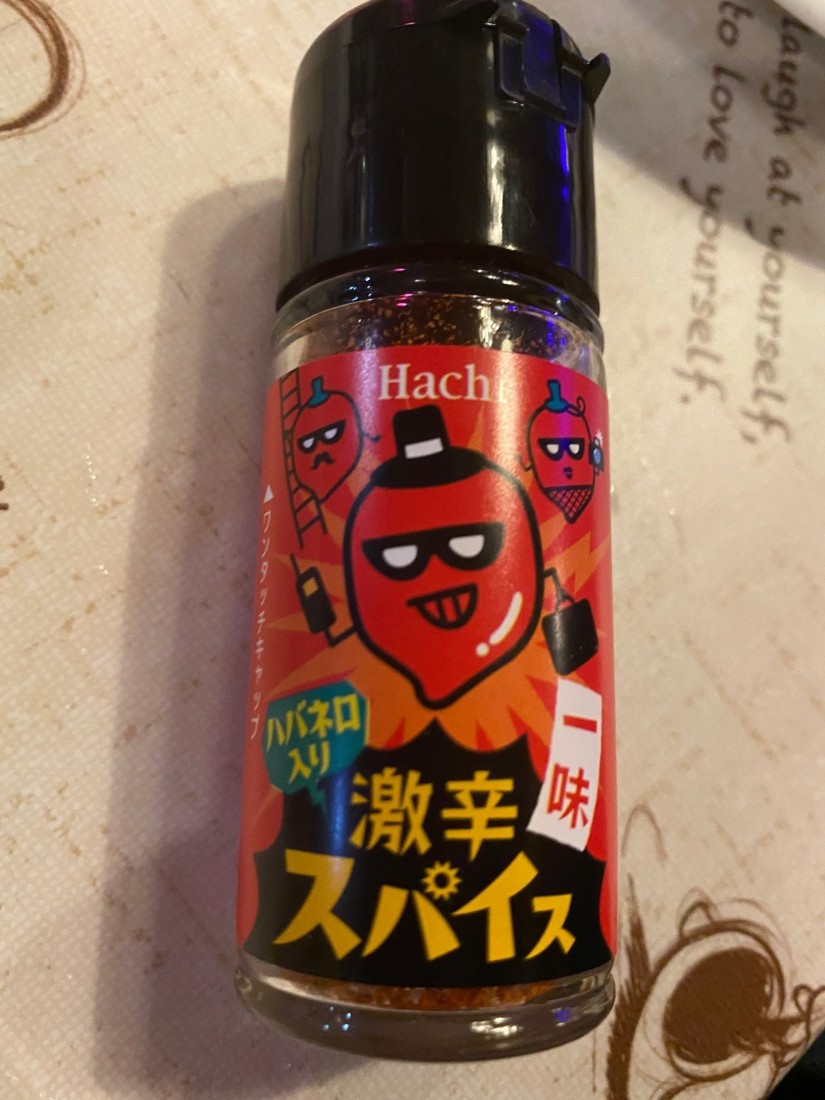 Hachi
▲ワンタッチキャップ
ハバネロ
入り
一味
激辛
スパイス
Laugh at yourself,
to love yourself.